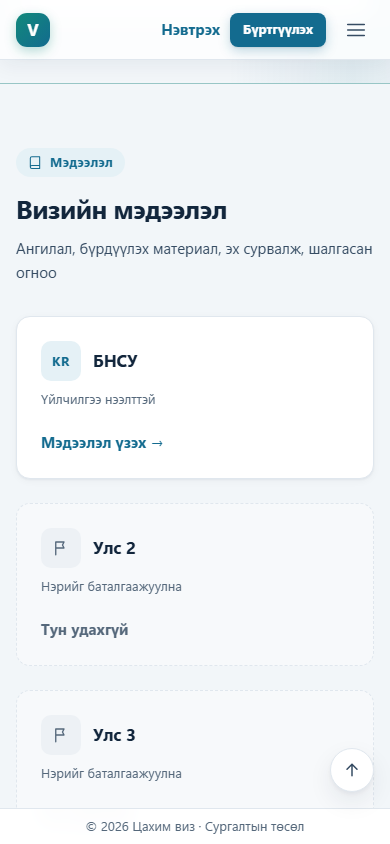 V
Нэвтрэх
Бүртгүүлэх
Мэдээлэл
Визийн мэдээлэл
Ангилал, бүрдүүлэх материал, эх сурвалж, шалгасан
огноо
KR
БНСУ
Үйлчилгээ нээлттэй
Мэдээлэл үзэх →
Улс 2
Нэрийг баталгаажуулна
Тун удахгүй
Улс 3
Нэрийг баталгаажуулна
© 2026 Цахим виз · Сургалтын төсөл